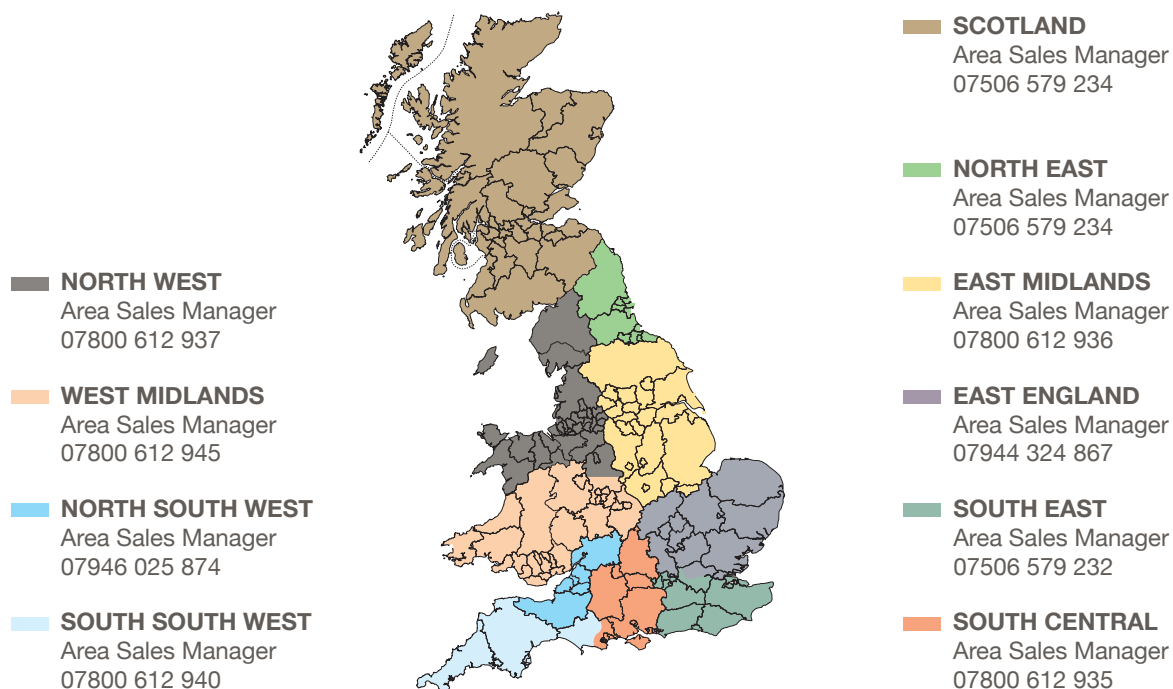 SCOTLAND
Area Sales Manager
07506 579 234
NORTH EAST
Area Sales Manager
07506 579 234
NORTH WEST
Area Sales Manager
07800 612 937
EAST MIDLANDS
Area Sales Manager
07800 612 936
WEST MIDLANDS
Area Sales Manager
07800 612 945
EAST ENGLAND
Area Sales Manager
07944 324 867
NORTH SOUTH WEST
Area Sales Manager
07946 025 874
SOUTH EAST
Area Sales Manager
07506 579 232
SOUTH SOUTH WEST
Area Sales Manager
07800 612 940
SOUTH CENTRAL
Area Sales Manager
07800 612 935